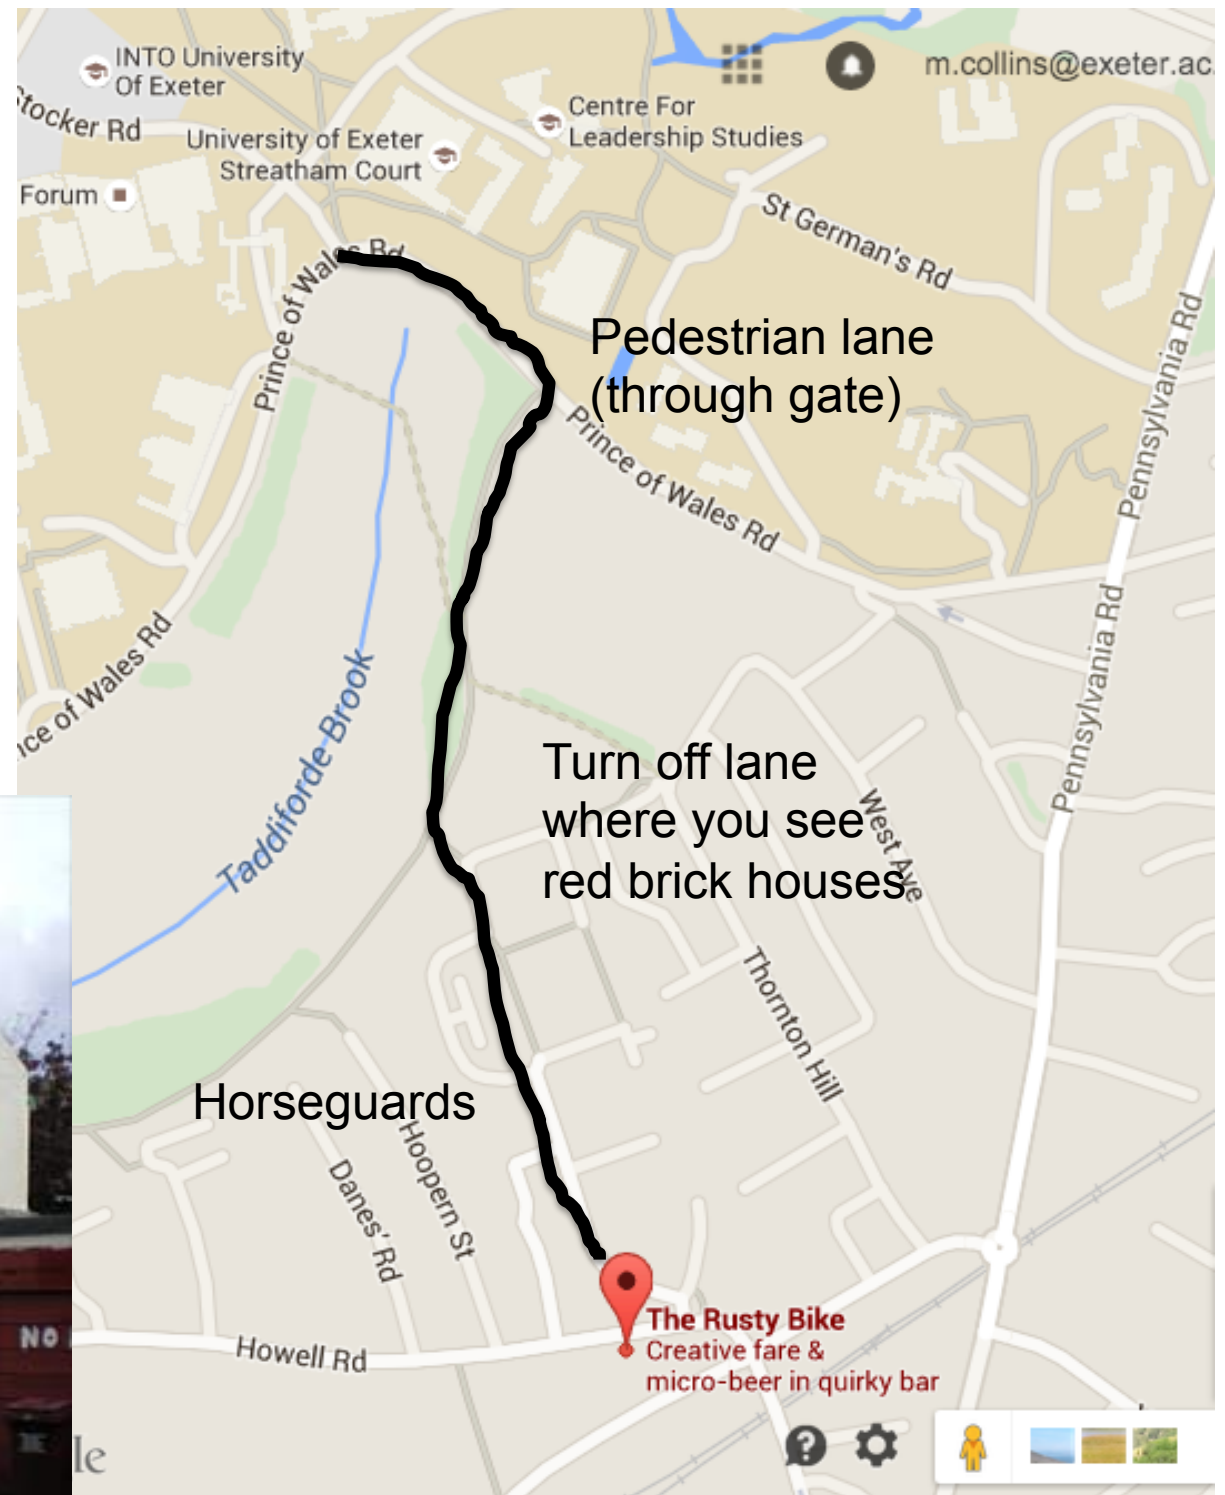 INTO University
Of Exeter
m.collins@exeter.ac.
Centre For
Leadership Studies
tocker Rd
University of Exeter
Streatham Court
Forum
St German's Rd
Prince of Wales Rd
Pedestrian lane
(through gate)
Pennsylvania Rd
Prince of Wales Rd
Pennsylvania Rd
nce of Wales Rd
Taddiforde Brook
Turn off lane
where you see
red brick houses
West Ave
Thornton Hill
Horseguards
Hoopern St
Danes' Rd
NO
The Rusty Bike
Creative fare &
micro-beer in quirky bar
Howell Rd
le